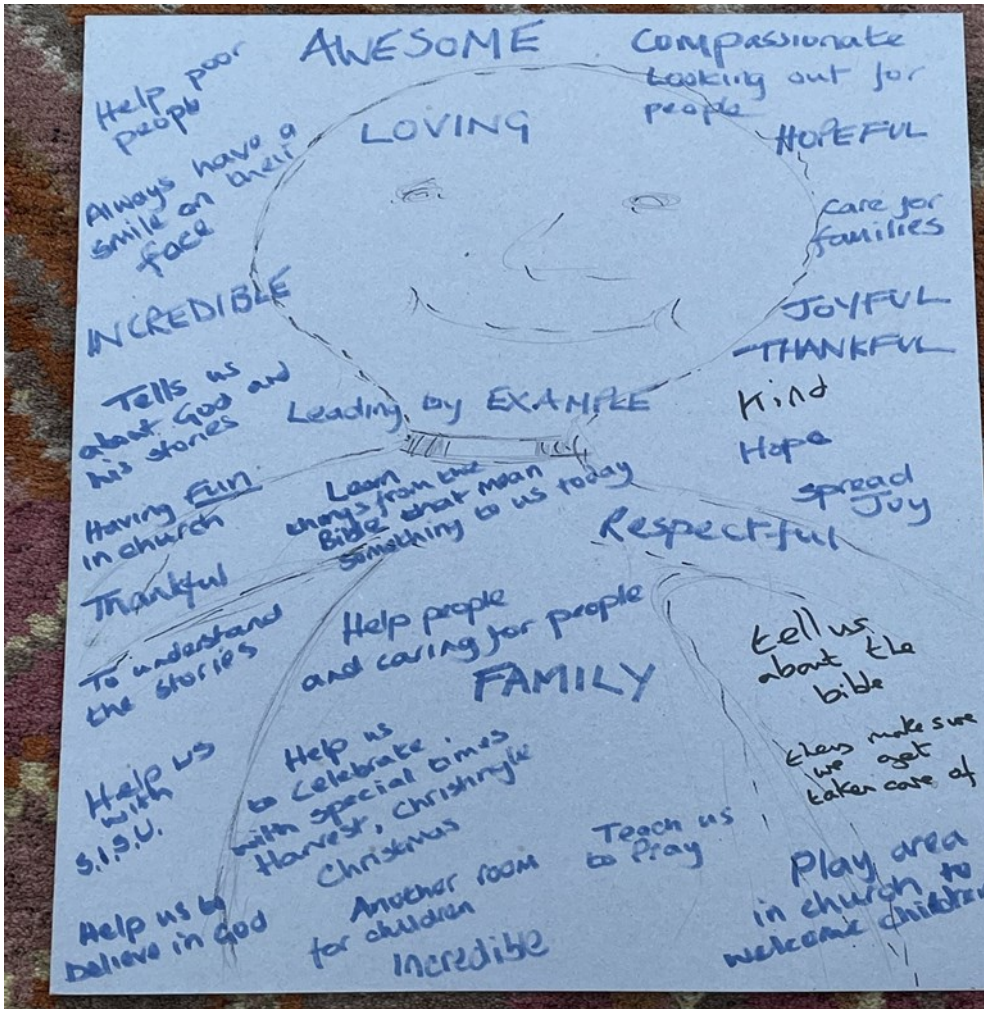 AWESOME
Compassionate
Looking out for
people
Help poor
people
LOVING
HOPEFUL
Always have a
smile on their
face
care for
families
INCREDIBLE
JOYFUL
THANKFUL
Tells us
about God and
his stories
Leading by EXAMPLE
Kind
Hope
Spread
Joy
Having Fun
in church
Learn
things from the
Bible that mean
something to us today
Respectful
Thankful
To understand
the stories
Help people
and caring for people
FAMILY
tell us
about the
bible
Help us
with
S.I.S.U.
Help us
to celebrate
with special times
Harvest, Christingle
Christmas
they make sure
we get
taken care of
Teach us
to Pray
Play area
in church to
welcome children
Another room
for children
Help us to
believe in God
Incredible